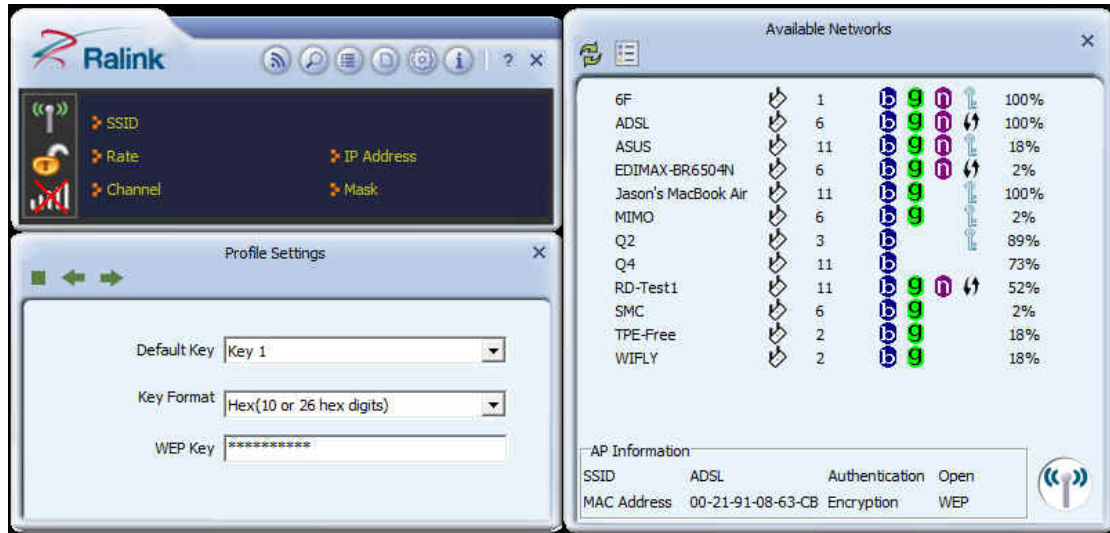 Ralink
? ×
SSID
Rate
IP Address
Channel
Mask
Profile Settings
×
Default Key Key 1
Key Format Hex(10 or 26 hex digits)
WEP Key **********
Available Networks
×
6F 1 b g n 100%
ADSL 6 b g n 100%
ASUS 11 b g n 18%
EDIMAX-BR6504N 6 b g n 2%
Jason's MacBook Air 11 b g 100%
MIMO 6 b g 2%
Q2 3 b 89%
Q4 11 b 73%
RD-Test1 11 b g n 52%
SMC 6 b g 2%
TPE-Free 2 b g 18%
WIFLY 2 b g 18%
AP Information
SSID ADSL Authentication Open
MAC Address 00-21-91-08-63-CB Encryption WEP